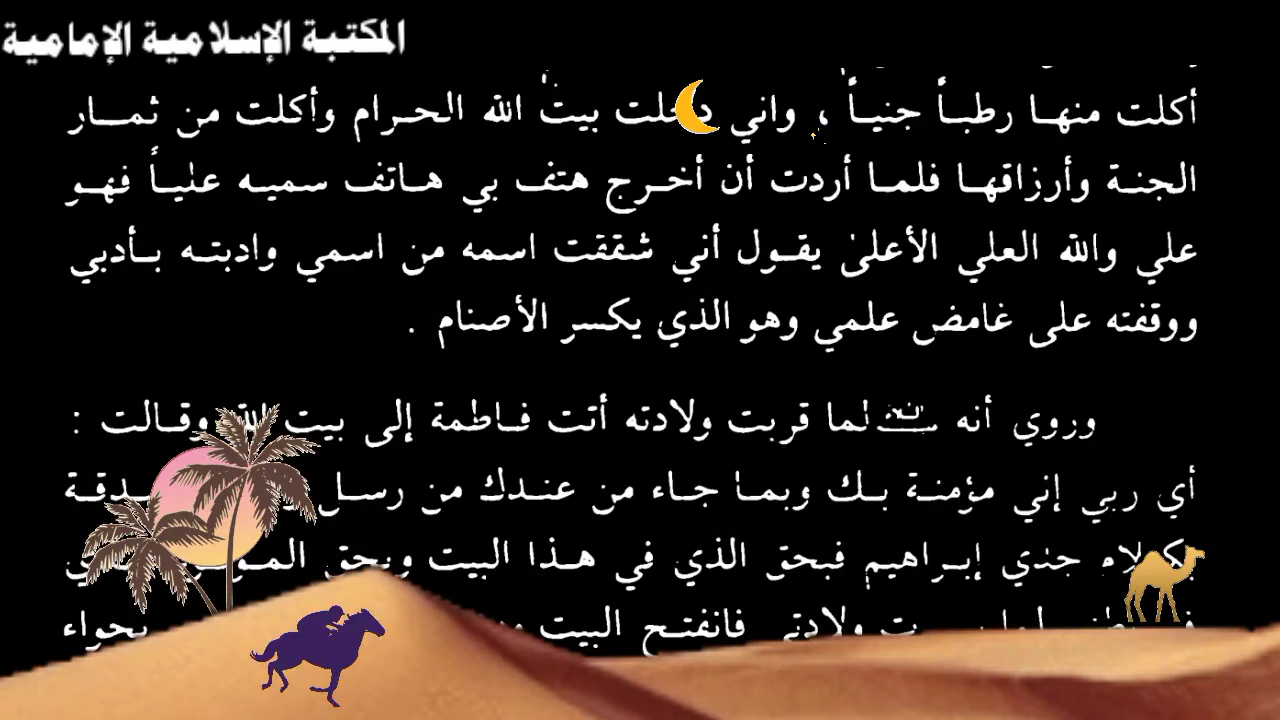 المكتبة الإسلامية الإمامية
أكلت منها رطباً جنياً ، واني دخلت بيت الله الحرام وأكلت من ثمار
الجنة وأرزاقها فلما أردت أن أخرج هتف بي هاتف سميه علياً فهو
علي والله العلي الأعلى يقول أني شققت اسمه من اسمي وادبته بأدبي
ووقفته على غامض علمي وهو الذي يكسر الأصنام .
وروي أنه لما قربت ولادته أتت فاطمة إلى بيت الله وقالت :
أي ربي إني مؤمنة بك وبما جاء من عندك من رسل
بكلام جدي إبراهيم فبحق الذي في هذا البيت وبحق
ولادتي فانفتح البيت بحواء